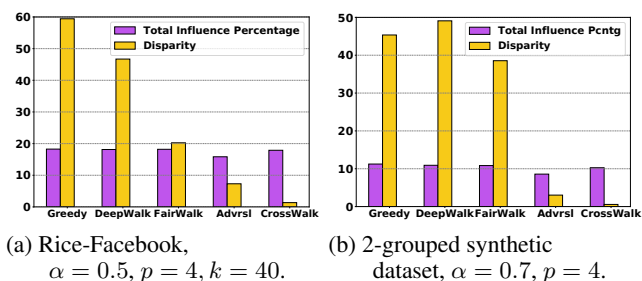 60
50
40
30
20
10
0
Total Influence Percentage
Disparity
Greedy DeepWalk FairWalk Advrsl CrossWalk
(a) Rice-Facebook,
α = 0.5, p = 4, k = 40.
50
40
30
20
10
0
Total Influence Pcntg
Disparity
Greedy DeepWalk FairWalk Advrsl CrossWalk
(b) 2-grouped synthetic
dataset, α = 0.7, p = 4.